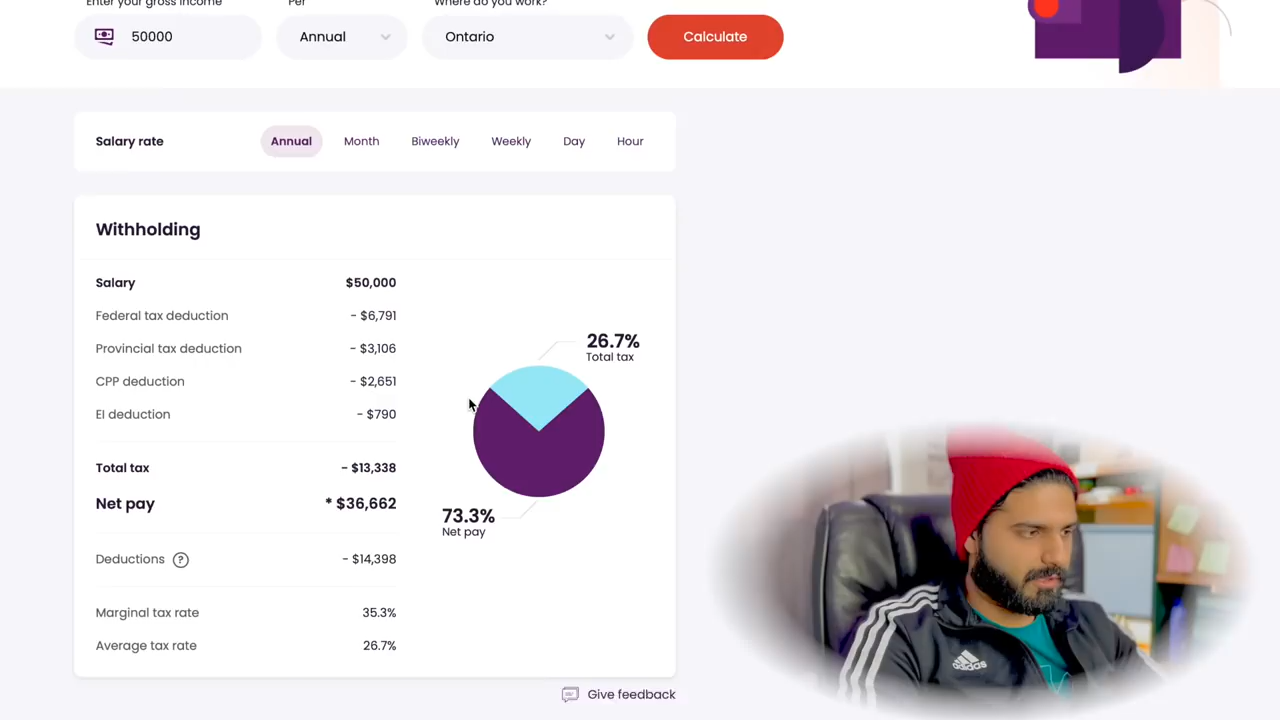 Enter your gross income Per Where do you work?
50000 Annual Ontario Calculate
Salary rate Annual Month Biweekly Weekly Day Hour
Withholding
Salary $50,000
Federal tax deduction - $6,791
Provincial tax deduction - $3,106
CPP deduction - $2,651
EI deduction - $790
Total tax - $13,338
Net pay * $36,662
Deductions ? - $14,398
Marginal tax rate 35.3%
Average tax rate 26.7%
26.7%
Total tax
73.3%
Net pay
Give feedback
adidas